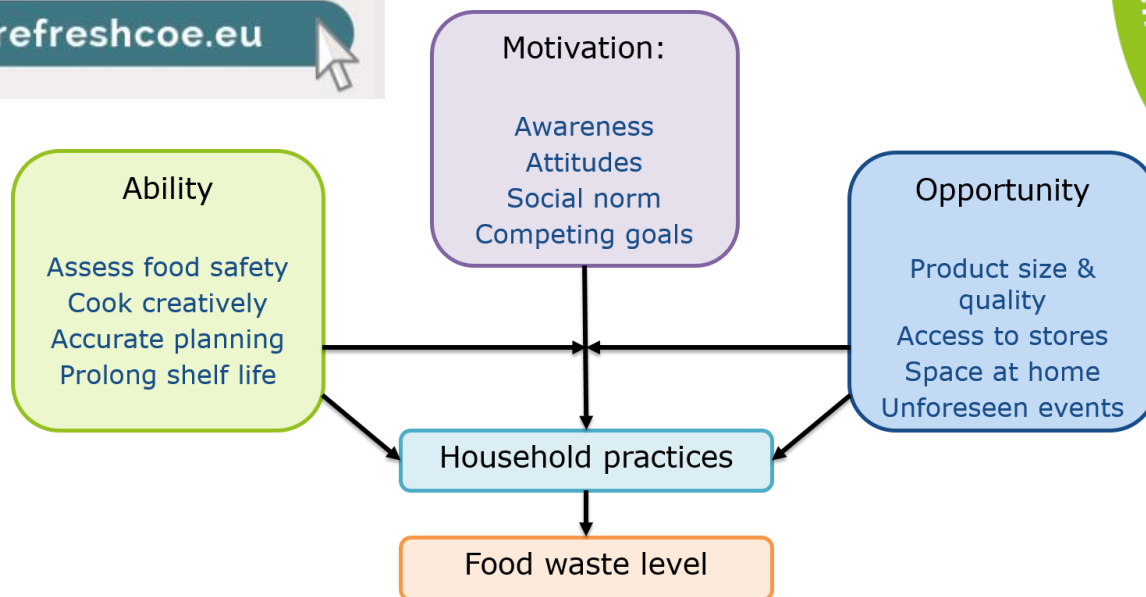 refreshcoe.eu
Motivation:
Awareness
Attitudes
Social norm
Competing goals
Ability
Assess food safety
Cook creatively
Accurate planning
Prolong shelf life
Opportunity
Product size &
quality
Access to stores
Space at home
Unforeseen events
Household practices
Food waste level